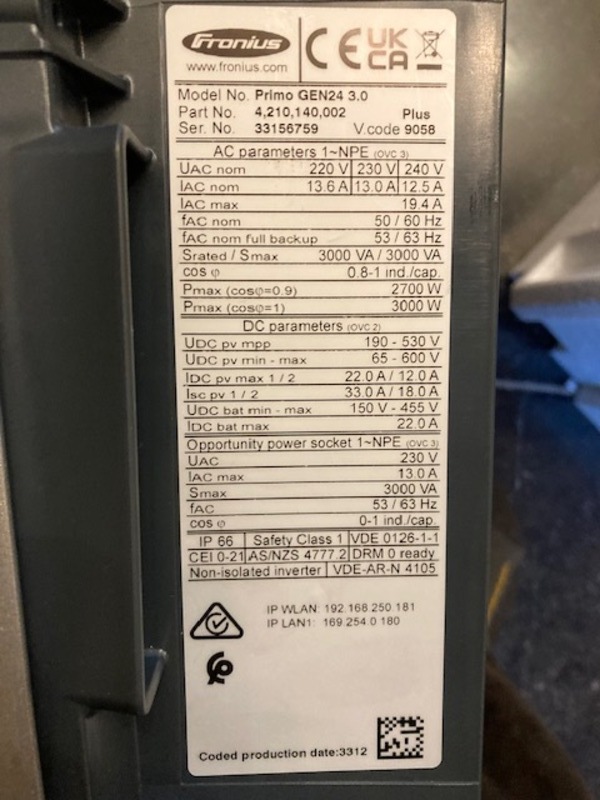 Fronius
CE UK CA
www.fronius.com
Model No. Primo GEN24 3.0
Part No. 4,210,140,002 Plus
Ser. No. 33156759 V.code 9058
AC parameters 1~NPE (OVC 3)
UAC nom 220 V 230 V 240 V
IAC nom 13.6 A 13.0 A 12.5 A
IAC max 19.4 A
fAC nom 50 / 60 Hz
fAC nom full backup 53 / 63 Hz
Srated / Smax 3000 VA / 3000 VA
cos φ 0.8-1 ind./cap.
Pmax (cosφ=0.9) 2700 W
Pmax (cosφ=1) 3000 W
DC parameters (OVC 2)
UDC pv mpp 190 - 530 V
UDC pv min - max 65 - 600 V
IDC pv max 1 / 2 22.0 A / 12.0 A
Isc pv 1 / 2 33.0 A / 18.0 A
UDC bat min - max 150 V - 455 V
IDC bat max 22.0 A
Opportunity power socket 1~NPE (OVC 3)
UAC 230 V
IAC max 13.0 A
Smax 3000 VA
fAC 53 / 63 Hz
cos φ 0-1 ind./cap.
IP 66 Safety Class 1 VDE 0126-1-1
CEI 0-21 AS/NZS 4777.2 DRM 0 ready
Non-isolated inverter VDE-AR-N 4105
IP WLAN: 192.168.250.181
IP LAN1: 169.254.0.180
Coded production date:3312